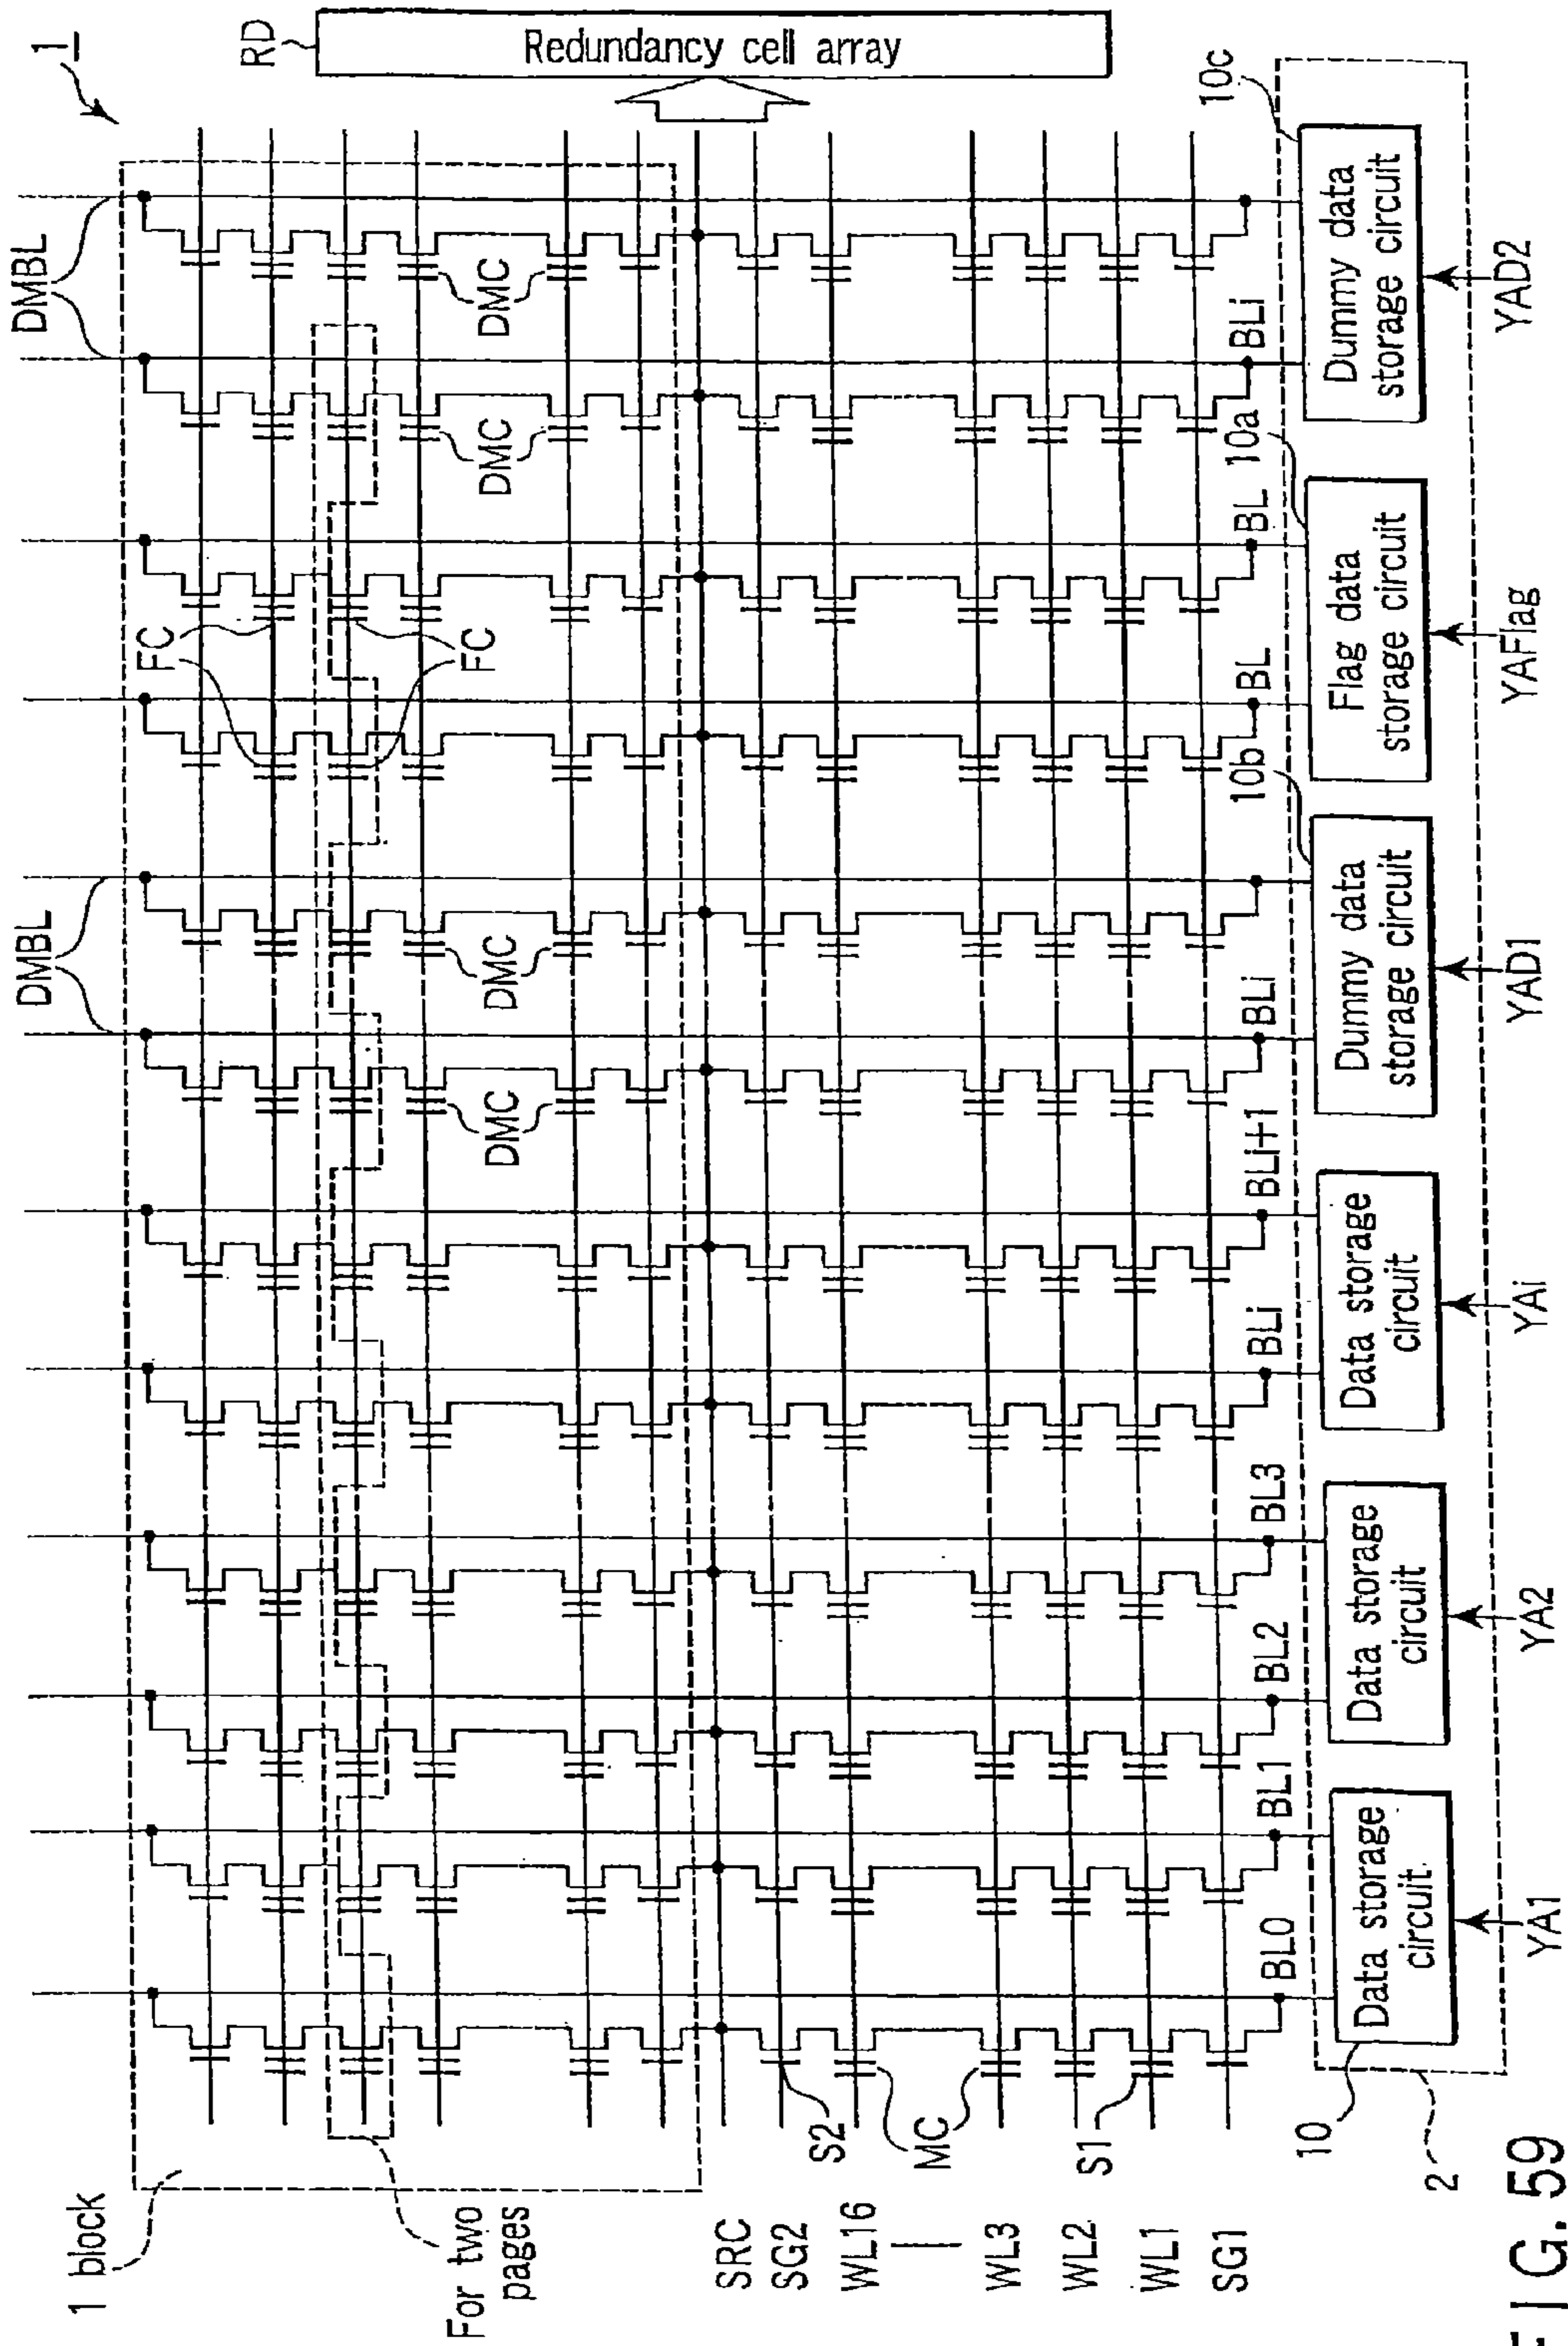 1
RD
Redundancy cell array
DMBL
DMBL
1 block
For two
pages
FC
FC
DMC
DMC
DMC
DMC
SRC
SG2
WL16
WL3
WL2
WL1
SG1
S2
MC
S1
BL0
BL1
BL2
BL3
BLi
BLi+1
BLi
BL
BL
BLi
10
10b
10a
10c
2
Data storage
circuit
Data storage
circuit
Data storage
circuit
Dummy data
storage circuit
Flag data
storage circuit
Dummy data
storage circuit
YA1
YA2
YAi
YAD1
YAFlag
YAD2
FIG. 59